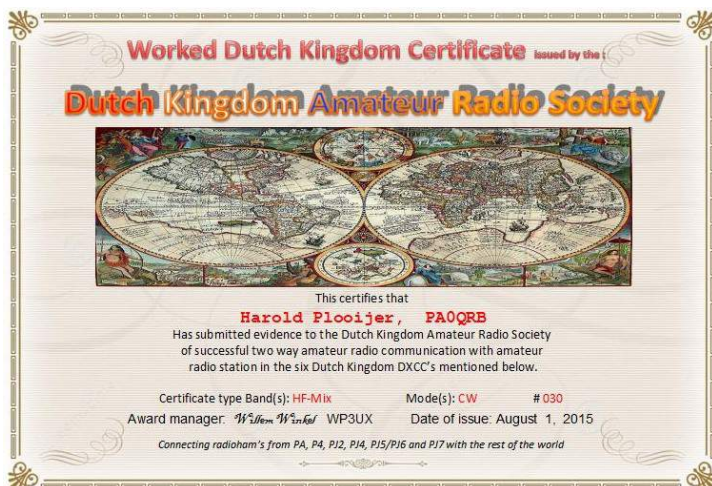 Worked Dutch Kingdom Certificate issued by the :
Dutch Kingdom Amateur Radio Society
This certifies that
Harold Plooijer, PA0QRB
Has submitted evidence to the Dutch Kingdom Amateur Radio Society
of successful two way amateur radio communication with amateur
radio station in the six Dutch Kingdom DXCC's mentioned below.
Certificate type Band(s): HF-Mix Mode(s): CW # 030
Award manager: Willem Winkel WP3UX Date of issue: August 1, 2015
Connecting radioham's from PA, P4, PJ2, PJ4, PJ5/PJ6 and PJ7 with the rest of the world